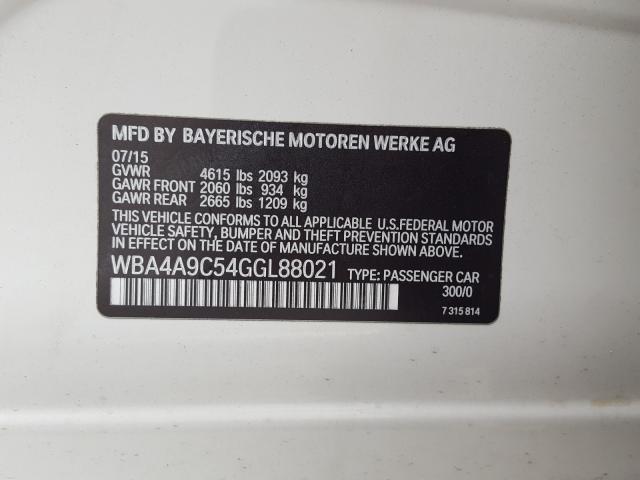 MFD BY BAYERISCHE MOTOREN WERKE AG
07/15
GVWR 4615 lbs 2093 kg
GAWR FRONT 2060 lbs 934 kg
GAWR REAR 2665 lbs 1209 kg
THIS VEHICLE CONFORMS TO ALL APPLICABLE U.S.FEDERAL MOTOR
VEHICLE SAFETY, BUMPER AND THEFT PREVENTION STANDARDS
IN EFFECT ON THE DATE OF MANUFACTURE SHOWN ABOVE.
WBA4A9C54GGL88021 TYPE: PASSENGER CAR
300/0
7 315 814